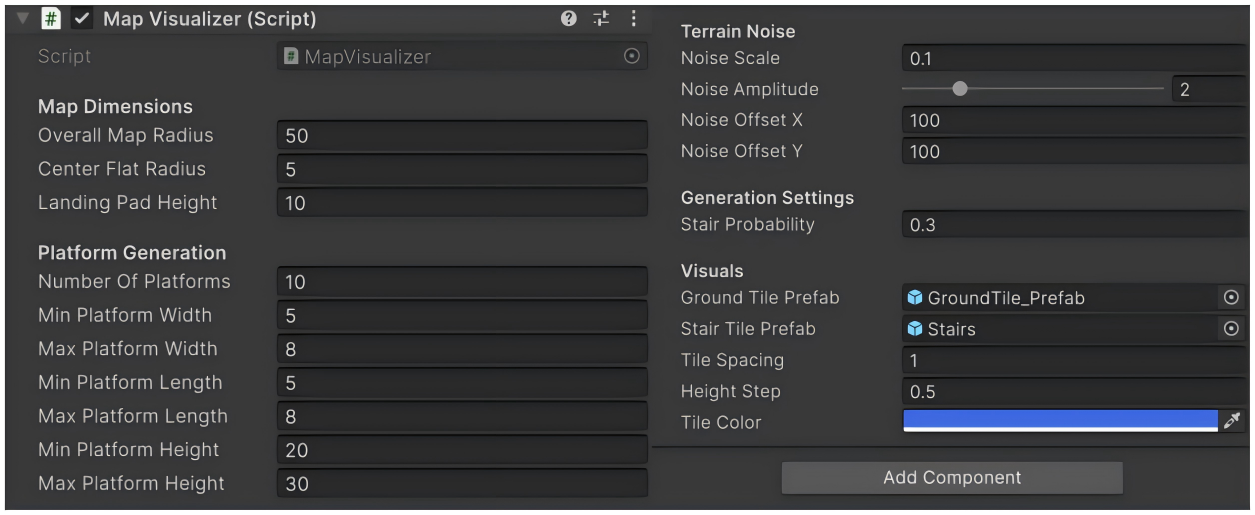 Map Visualizer (Script)
Script MapVisualizer
Map Dimensions
Overall Map Radius 50
Center Flat Radius 5
Landing Pad Height 10
Platform Generation
Number Of Platforms 10
Min Platform Width 5
Max Platform Width 8
Min Platform Length 5
Max Platform Length 8
Min Platform Height 20
Max Platform Height 30
Terrain Noise
Noise Scale 0.1
Noise Amplitude 2
Noise Offset X 100
Noise Offset Y 100
Generation Settings
Stair Probability 0.3
Visuals
Ground Tile Prefab GroundTile_Prefab
Stair Tile Prefab Stairs
Tile Spacing 1
Height Step 0.5
Tile Color
Add Component